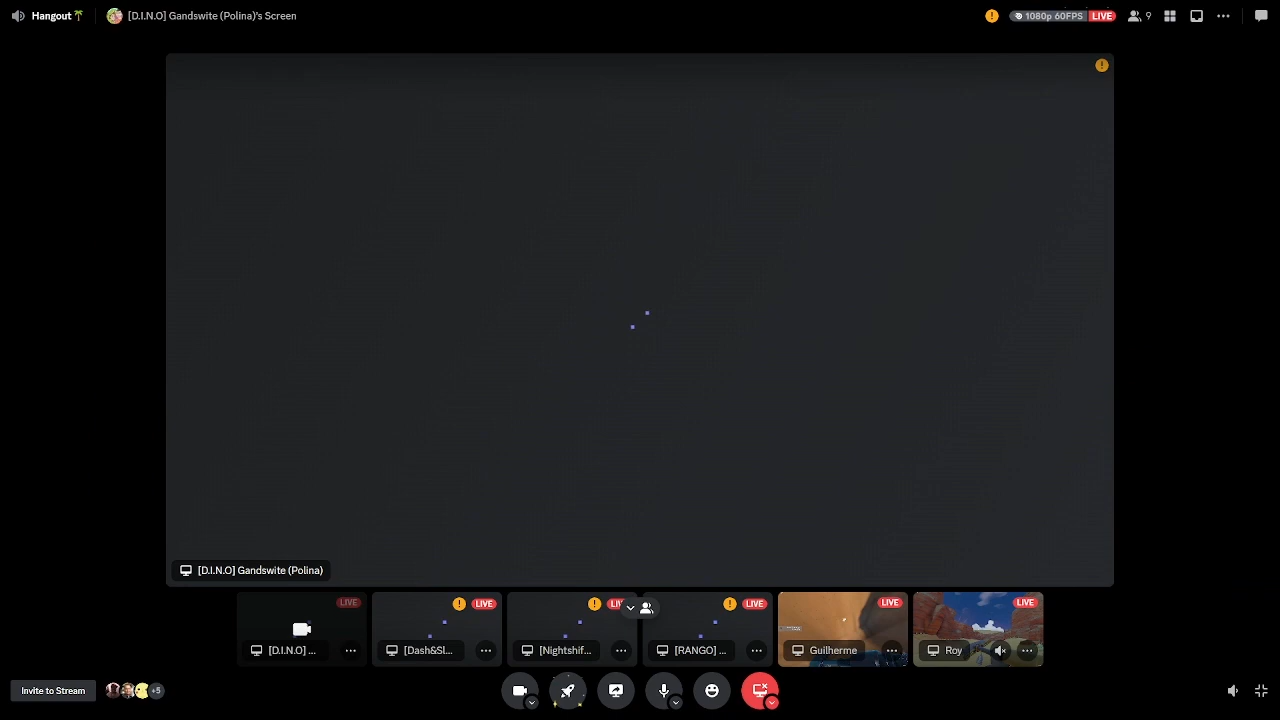 Hangout
[D.I.N.O] Gandswite (Polina)'s Screen
1080p 60FPS
LIVE
9
[D.I.N.O] Gandswite (Polina)
LIVE
LIVE
LIVE
LIVE
LIVE
[D.I.N.O] ...
[Dash&Sl...
[Nightshif...
[RANGO] ...
Guilherme
Roy
Invite to Stream
+5